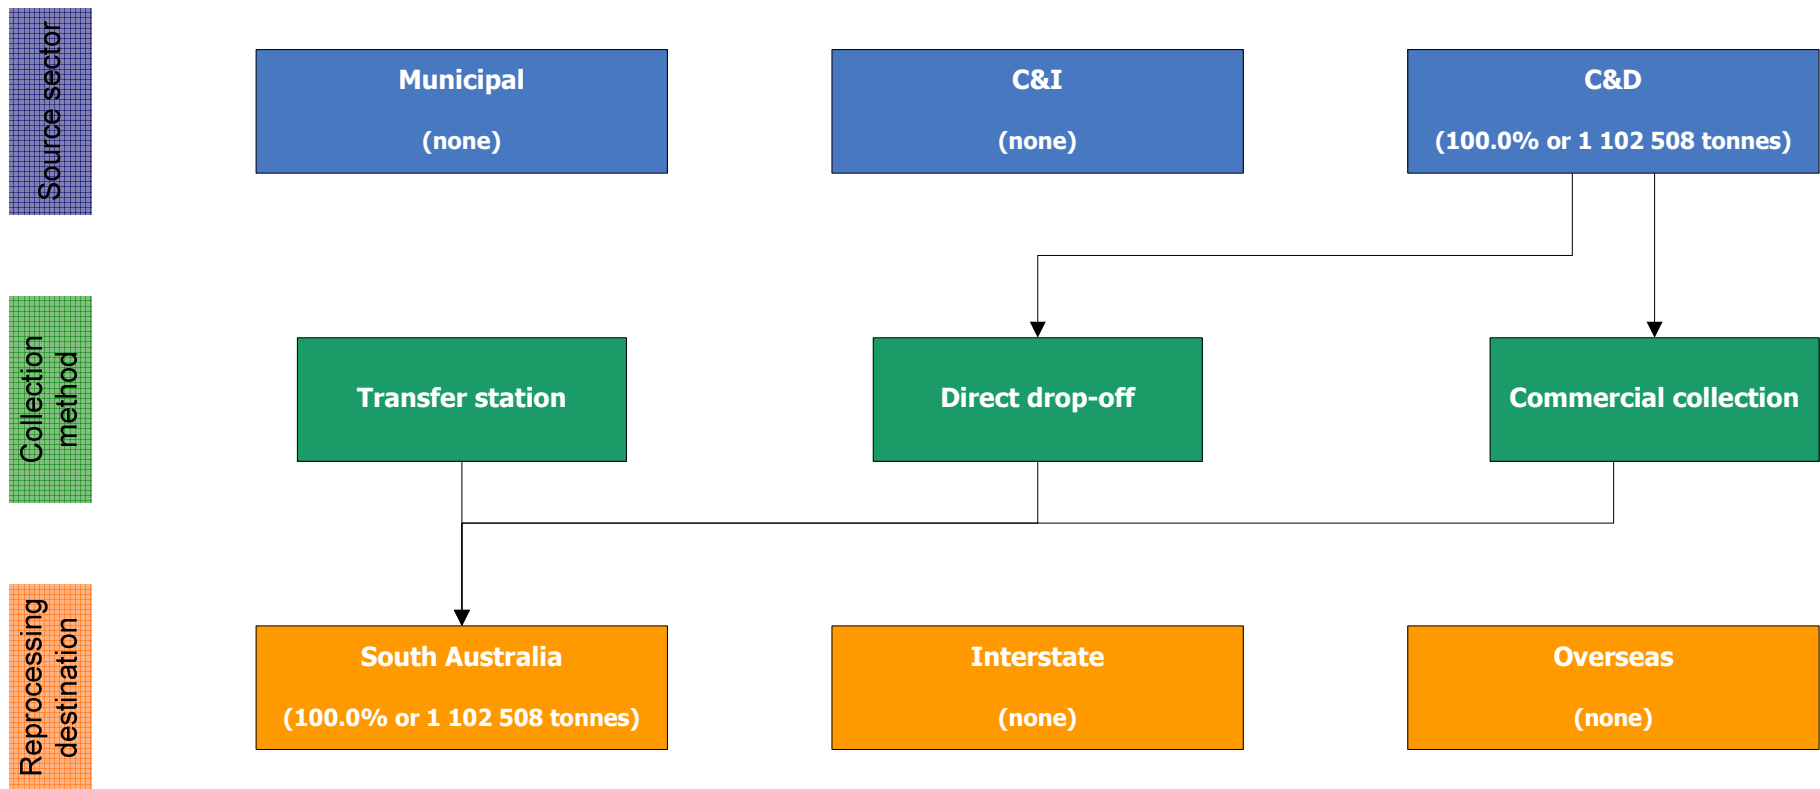 Source sector
Municipal
(none)
C&I
(none)
C&D
(100.0% or 1 102 508 tonnes)
Collection
method
Transfer station
Direct drop-off
Commercial collection
Reprocessing
destination
South Australia
(100.0% or 1 102 508 tonnes)
Interstate
(none)
Overseas
(none)